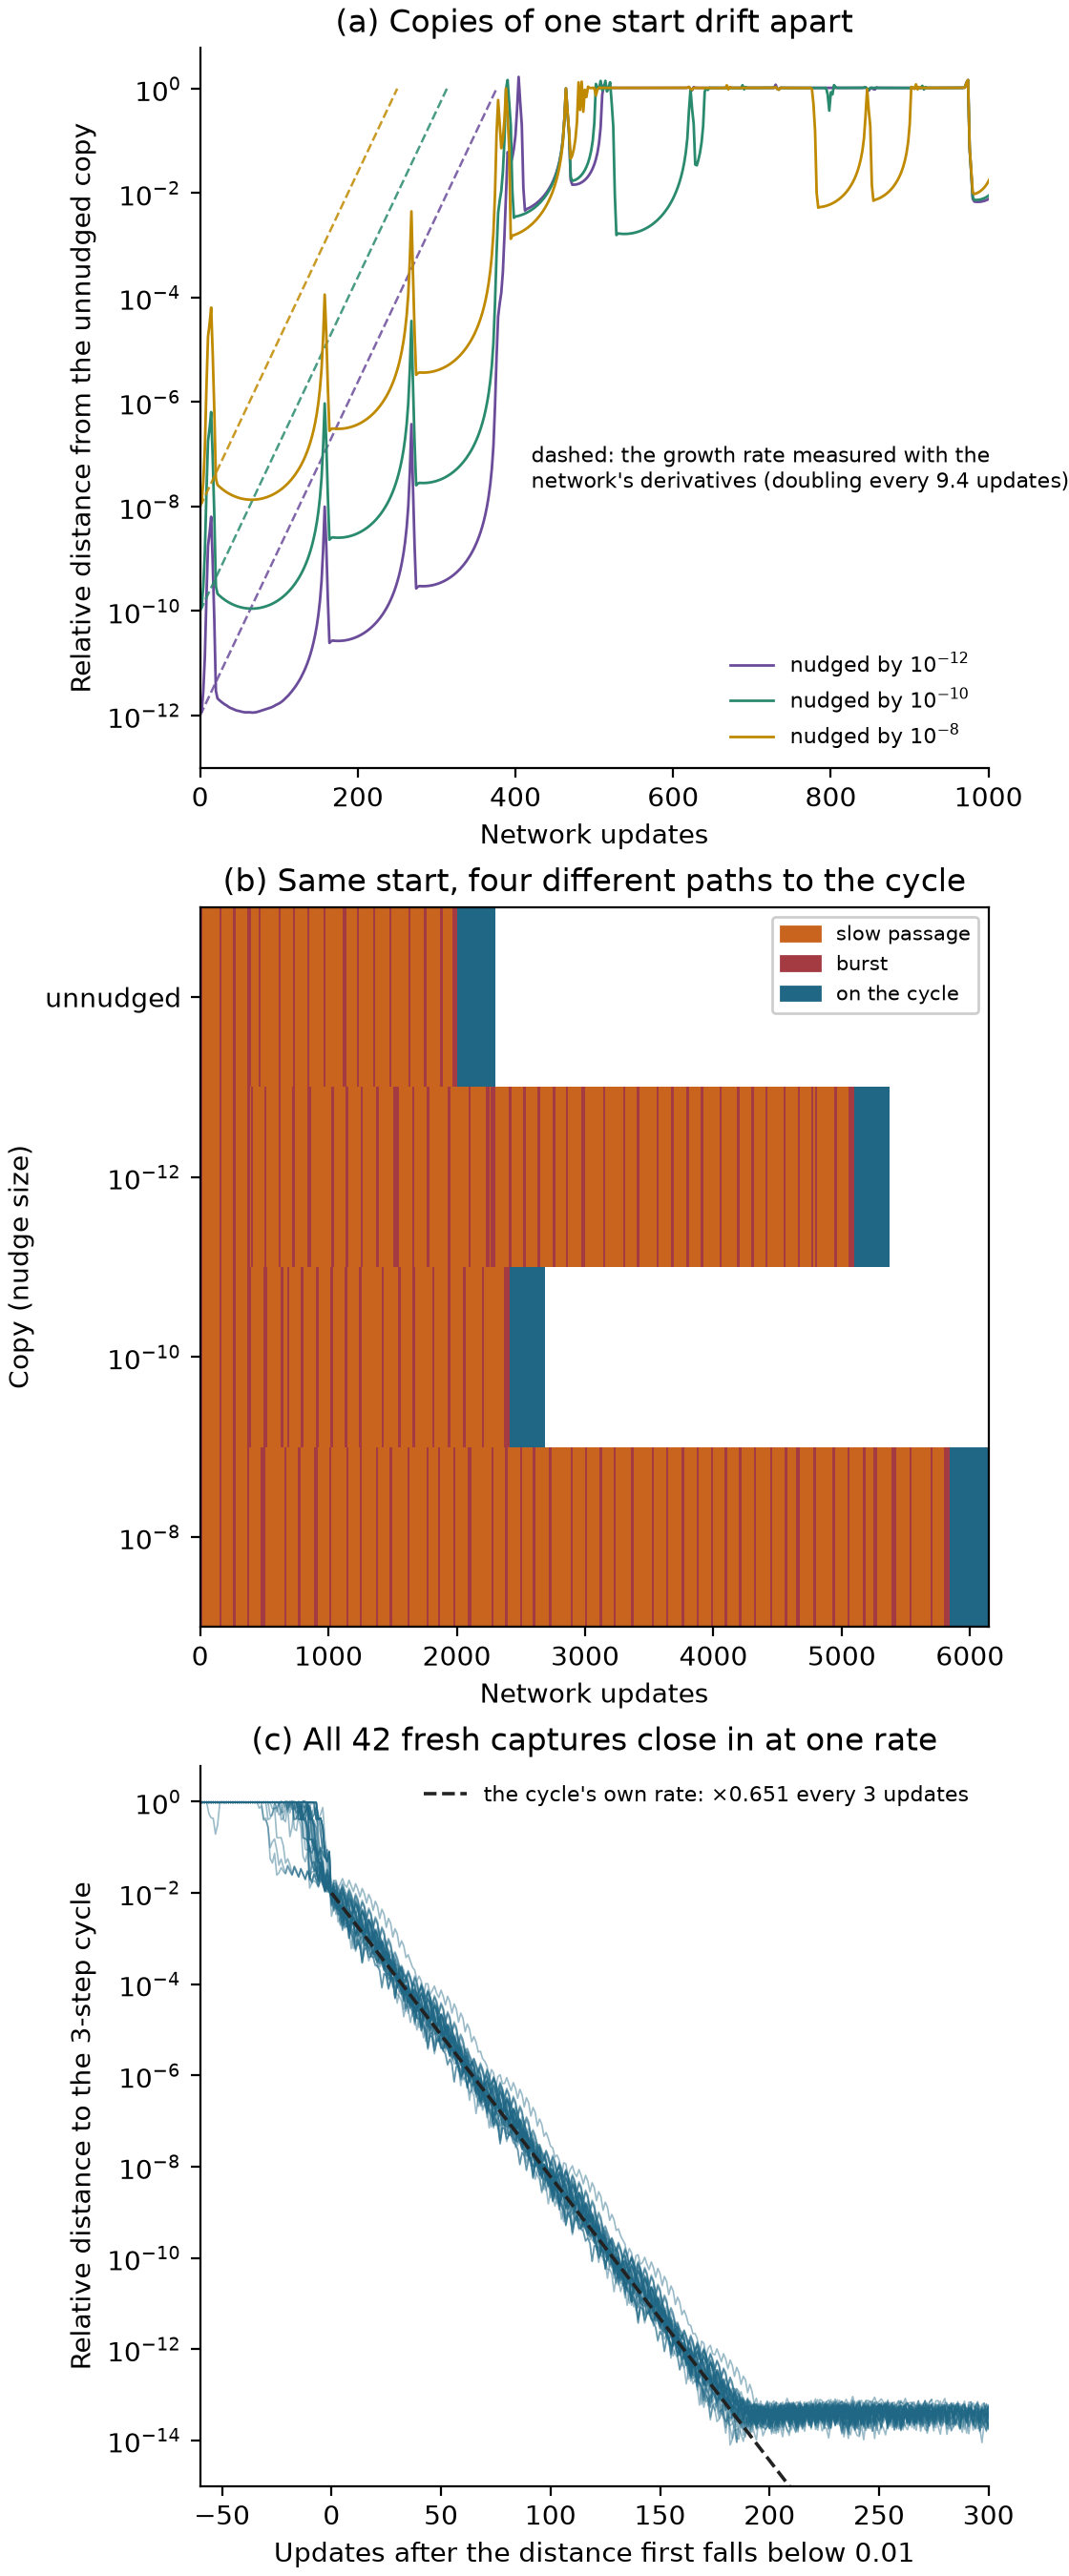 (a) Copies of one start drift apart
Relative distance from the unnudged copy
10⁰
10⁻²
10⁻⁴
10⁻⁶
10⁻⁸
10⁻¹⁰
10⁻¹²
dashed: the growth rate measured with the
network's derivatives (doubling every 9.4 updates)
nudged by 10⁻¹²
nudged by 10⁻¹⁰
nudged by 10⁻⁸
0 200 400 600 800 1000
Network updates
(b) Same start, four different paths to the cycle
Copy (nudge size)
unnudged
10⁻¹²
10⁻¹⁰
10⁻⁸
slow passage
burst
on the cycle
0 1000 2000 3000 4000 5000 6000
Network updates
(c) All 42 fresh captures close in at one rate
Relative distance to the 3-step cycle
10⁰
10⁻²
10⁻⁴
10⁻⁶
10⁻⁸
10⁻¹⁰
10⁻¹²
10⁻¹⁴
the cycle's own rate: ×0.651 every 3 updates
−50 0 50 100 150 200 250 300
Updates after the distance first falls below 0.01